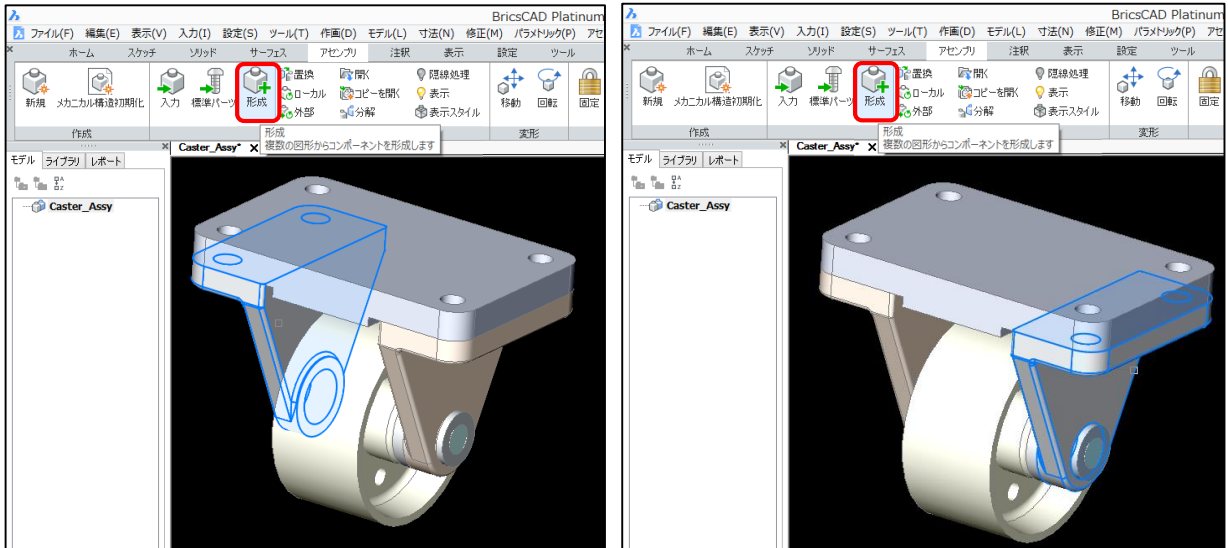 BricsCAD Platinum
ファイル(F) 編集(E) 表示(V) 入力(I) 設定(S) ツール(T) 作画(D) モデル(L) 寸法(N) 修正(M) パラメトリック(P) アセ
ホーム スケッチ ソリッド サーフェス アセンブリ 注釈 表示 設定 ツール
置換 開く 陰線処理
ローカル コピーを開く 表示
外部 分解 表示スタイル
新規 メカニカル構造初期化 入力 標準パーツ 形成 移動 回転 固定
作成 変形
形成
複数の図形からコンポーネントを形成します
Caster_Assy*
モデル ライブラリ レポート
Caster_Assy
BricsCAD Platinum
ファイル(F) 編集(E) 表示(V) 入力(I) 設定(S) ツール(T) 作画(D) モデル(L) 寸法(N) 修正(M) パラメトリック(P) アセ
ホーム スケッチ ソリッド サーフェス アセンブリ 注釈 表示 設定 ツール
置換 開く 陰線処理
ローカル コピーを開く 表示
外部 分解 表示スタイル
新規 メカニカル構造初期化 入力 標準パーツ 形成 移動 回転 固定
作成 変形
形成
複数の図形からコンポーネントを形成します
Caster_Assy*
モデル ライブラリ レポート
Caster_Assy